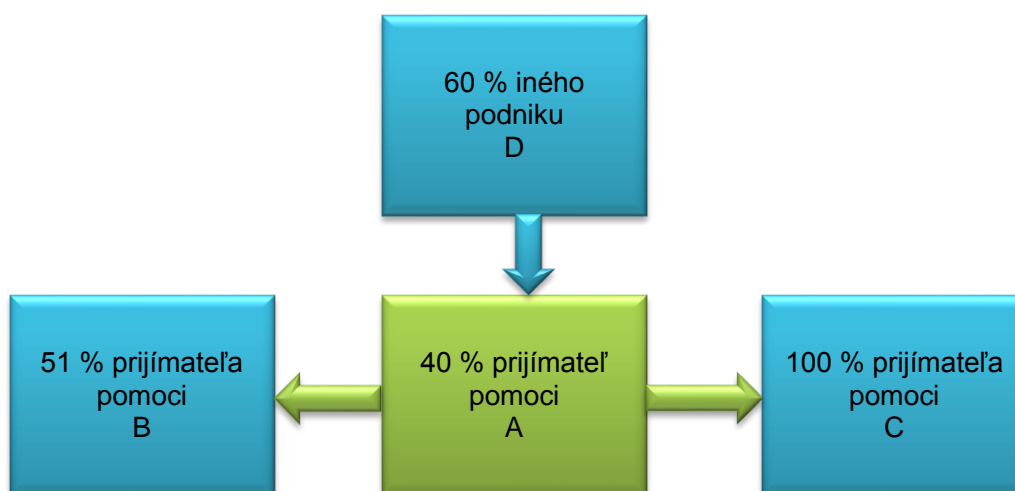 60 % iného
podniku
D
51 % prijímateľa
pomoci
B
40 % prijímateľ
pomoci
A
100 % prijímateľa
pomoci
C